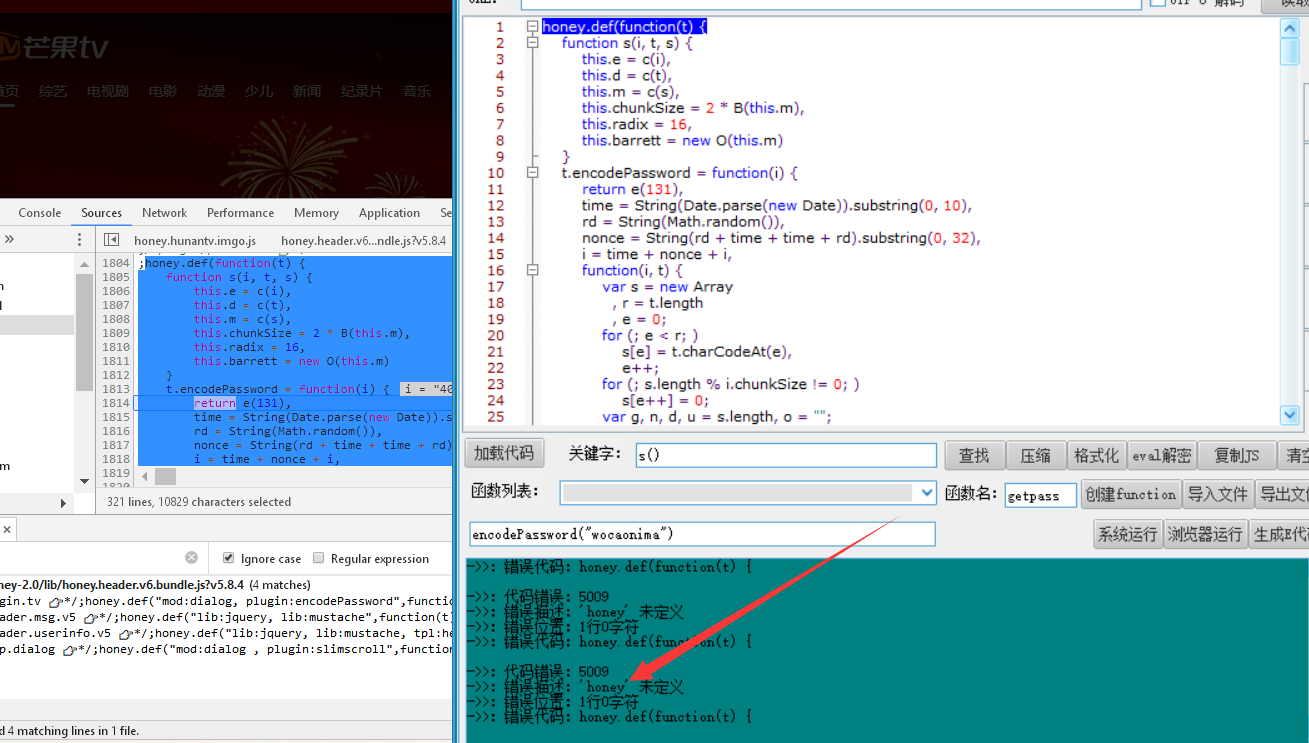 芒果tv
首页 综艺 电视剧 电影 动漫 少儿 新闻 纪录片 音乐
Console Sources Network Performance Memory Application Se
» honey.hunantv.imgo.js honey.header.v6...ndle.js?v5.8.4
1804 ;honey.def(function(t) {
1805 function s(i, t, s) {
1806 this.e = c(i),
1807 this.d = c(t),
1808 this.m = c(s),
1809 this.chunkSize = 2 * B(this.m),
1810 this.radix = 16,
1811 this.barrett = new O(this.m)
1812 }
1813 t.encodePassword = function(i) { i = "40
1814 return e(131),
1815 time = String(Date.parse(new Date)).s
1816 rd = String(Math.random()),
1817 nonce = String(rd + time + time + rd)
1818 i = time + nonce + i,
1819
1820
m
321 lines, 10829 characters selected
×
Ignore case Regular expression
ney-2.0/lib/honey.header.v6.bundle.js?v5.8.4 (4 matches)
gin.tv */;honey.def("mod:dialog, plugin:encodePassword",functio
ader.msg.v5 */;honey.def("lib:jquery, lib:mustache",function(t)
ader.userinfo.v5 */;honey.def("lib:jquery, lib:mustache, tpl:he
p.dialog */;honey.def("mod:dialog , plugin:slimscroll",function
d 4 matching lines in 1 file.
1 honey.def(function(t) {
2 function s(i, t, s) {
3 this.e = c(i),
4 this.d = c(t),
5 this.m = c(s),
6 this.chunkSize = 2 * B(this.m),
7 this.radix = 16,
8 this.barrett = new O(this.m)
9 }
10 t.encodePassword = function(i) {
11 return e(131),
12 time = String(Date.parse(new Date)).substring(0, 10),
13 rd = String(Math.random()),
14 nonce = String(rd + time + time + rd).substring(0, 32),
15 i = time + nonce + i,
16 function(i, t) {
17 var s = new Array
18 , r = t.length
19 , e = 0;
20 for (; e < r; )
21 s[e] = t.charCodeAt(e),
22 e++;
23 for (; s.length % i.chunkSize != 0; )
24 s[e++] = 0;
25 var g, n, d, u = s.length, o = "";
加载代码 关键字: s() 查找 压缩 格式化 eval解密 复制JS 清空
函数列表: 函数名: getpass 创建function 导入文件 导出文件
encodePassword("wocaonima") 系统运行 浏览器运行 生成E代码
->>: 错误代码: honey.def(function(t) {
->>: 代码错误: 5009
->>: 错误描述: 'honey' 未定义
->>: 错误位置: 1行0字符
->>: 错误代码: honey.def(function(t) {
->>: 代码错误: 5009
->>: 错误描述: 'honey' 未定义
->>: 错误位置: 1行0字符
->>: 错误代码: honey.def(function(t) {